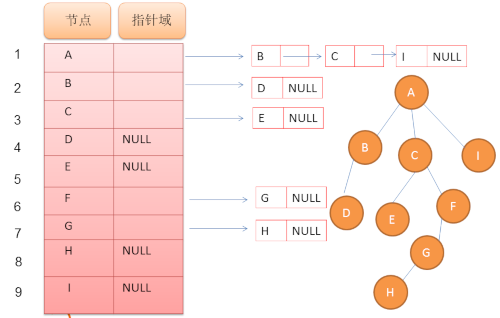 节点 指针域
1 A B C I NULL
2 B D NULL
3 C E NULL
4 D NULL
5 E NULL
6 F G NULL
7 G H NULL
8 H NULL
9 I NULL
A
B C I
D E F
G
H